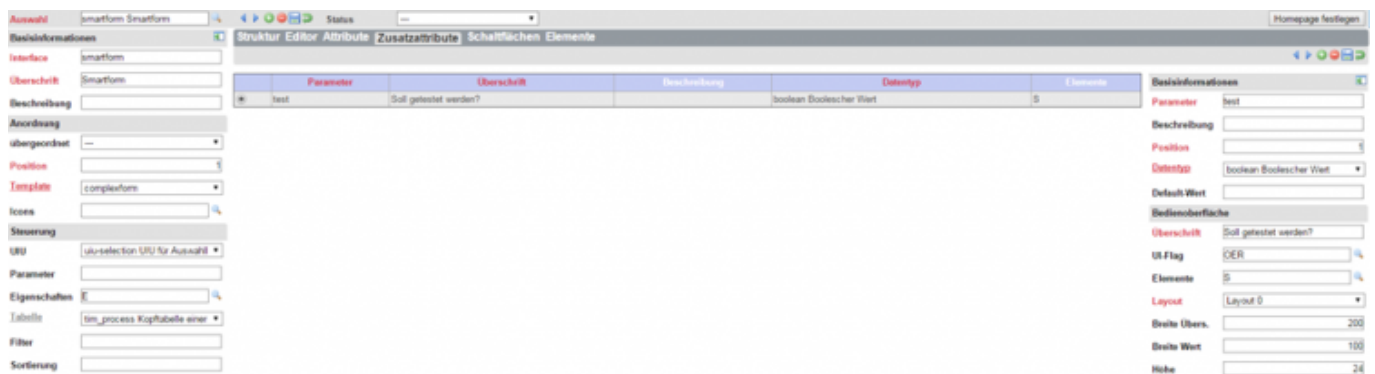 Auswahl smartform Smartform Status --- Homepage festlegen
Basisinformationen Struktur Editor Attribute Zusatzattribute Schaltflächen Elemente
Interface smartform
Überschrift Smartform
Beschreibung
Anordnung
übergeordnet ---
Position 1
Template complexform
Icons
Steuerung
UIU uiu-selection UIU für Auswahl
Parameter
Eigenschaften E
Tabelle tim_process Kopftabelle einer
Filter
Sortierung
Parameter Überschrift Beschreibung Datentyp Elemente
test Soll getestet werden? boolean Boolescher Wert S
Basisinformationen
Parameter test
Beschreibung
Position 1
Datentyp boolean Boolescher Wert
Default-Wert
Bedienoberfläche
Überschrift Soll getestet werden?
UI-Flag OER
Elemente S
Layout Layout 0
Breite Übers. 200
Breite Wert 100
Höhe 24